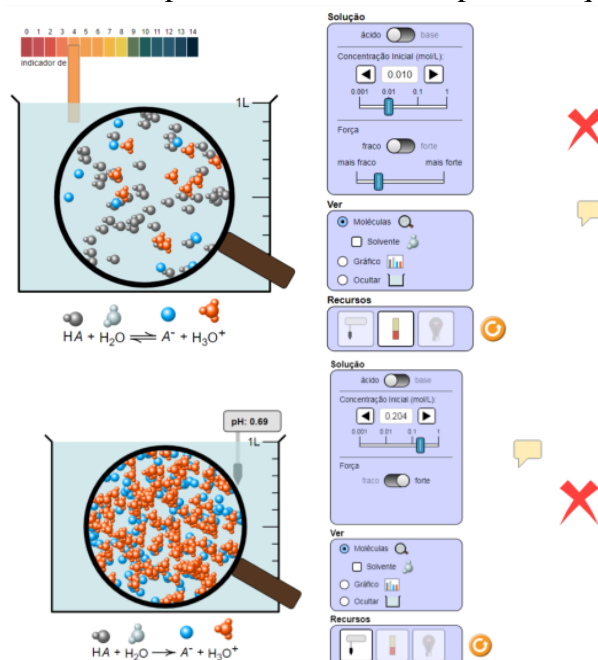 Solução
ácido base
Concentração Inicial (mol/L):
0.010
0.001 0.01 0.1 1
Força
fraco forte
mais fraco mais forte
Ver
Moléculas
Solvente
Gráfico
Ocultar
Recursos
0 1 2 3 4 5 6 7 8 9 10 11 12 13 14
indicador de
1L
HA + H₂O ⇌ A⁻ + H₃O⁺
Solução
ácido base
Concentração Inicial (mol/L):
0.204
0.001 0.01 0.1 1
Força
fraco forte
Ver
Moléculas
Solvente
Gráfico
Ocultar
Recursos
pH: 0.69
1L
HA + H₂O → A⁻ + H₃O⁺